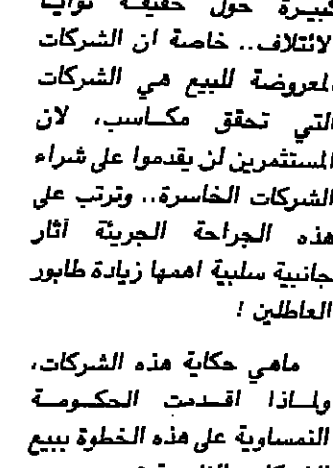 كبيرة حول حقيقة نوايا
لائتلاف.. خاصة ان الشركات
لمعروضة للبيع هي الشركات
التي تحقق مكاسب، لان
المستثمرين لن يقدموا على شراء
الشركات الخاسرة.. وترتب على
هذه الجراحة الجريئة آثار
جانبية سلبية اهمها زيادة طابور
العاطلين !
ماهي حكاية هذه الشركات،
ولماذا اقدمت الحكومة
النمساوية على هذه الخطوة ببيع